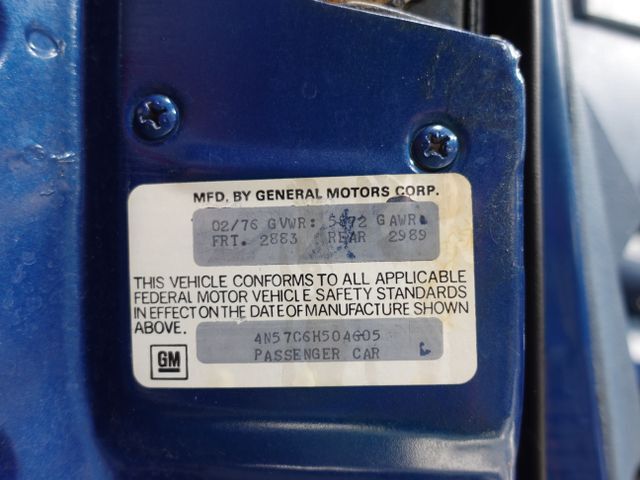 MFD. BY GENERAL MOTORS CORP.
02/76 GVWR: 5872 GAWR:
FRT. 2883 REAR 2989
THIS VEHICLE CONFORMS TO ALL APPLICABLE
FEDERAL MOTOR VEHICLE SAFETY STANDARDS
IN EFFECT ON THE DATE OF MANUFACTURE SHOWN
ABOVE.
4N57C6H504605
PASSENGER CAR
GM